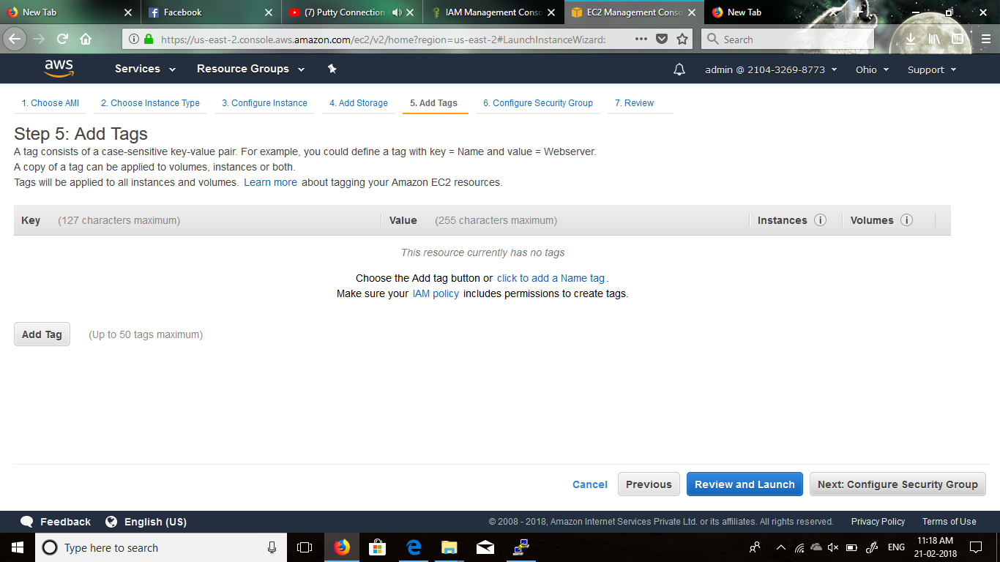 New Tab
Facebook
(7) Putty Connection
IAM Management Conso
EC2 Management Conso
New Tab
https://us-east-2.console.aws.amazon.com/ec2/v2/home?region=us-east-2#LaunchInstanceWizard:
Search
aws
Services
Resource Groups
admin @ 2104-3269-8773
Ohio
Support
1. Choose AMI
2. Choose Instance Type
3. Configure Instance
4. Add Storage
5. Add Tags
6. Configure Security Group
7. Review
Step 5: Add Tags
A tag consists of a case-sensitive key-value pair. For example, you could define a tag with key = Name and value = Webserver.
A copy of a tag can be applied to volumes, instances or both.
Tags will be applied to all instances and volumes. Learn more about tagging your Amazon EC2 resources.
Key (127 characters maximum)
Value (255 characters maximum)
Instances
Volumes
This resource currently has no tags
Choose the Add tag button or click to add a Name tag.
Make sure your IAM policy includes permissions to create tags.
Add Tag (Up to 50 tags maximum)
Cancel
Previous
Review and Launch
Next: Configure Security Group
Feedback
English (US)
© 2008 - 2018, Amazon Internet Services Private Ltd. or its affiliates. All rights reserved.
Privacy Policy
Terms of Use
Type here to search
ENG
11:18 AM
21-02-2018